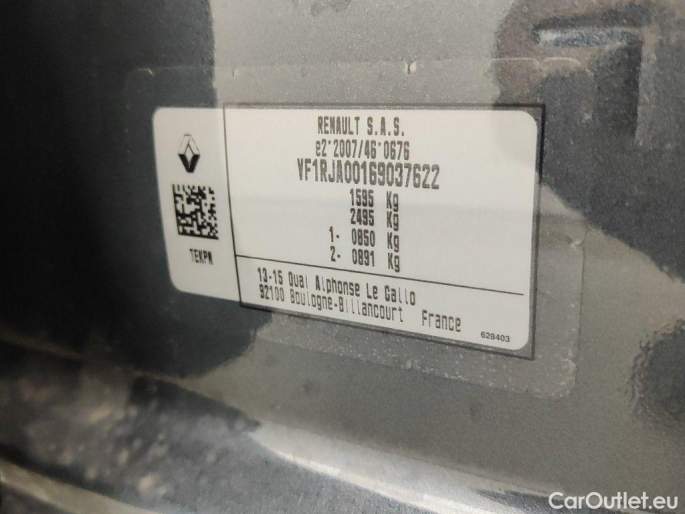 RENAULT S.A.S.
e2*2007/46*0676
VF1RJA00169037622
1595 Kg
2495 Kg
1- 0850 Kg
2- 0891 Kg
TEKPN
13-15 Quai Alphonse Le Gallo
92100 Boulogne-Billancourt France
628403
CarOutlet.eu